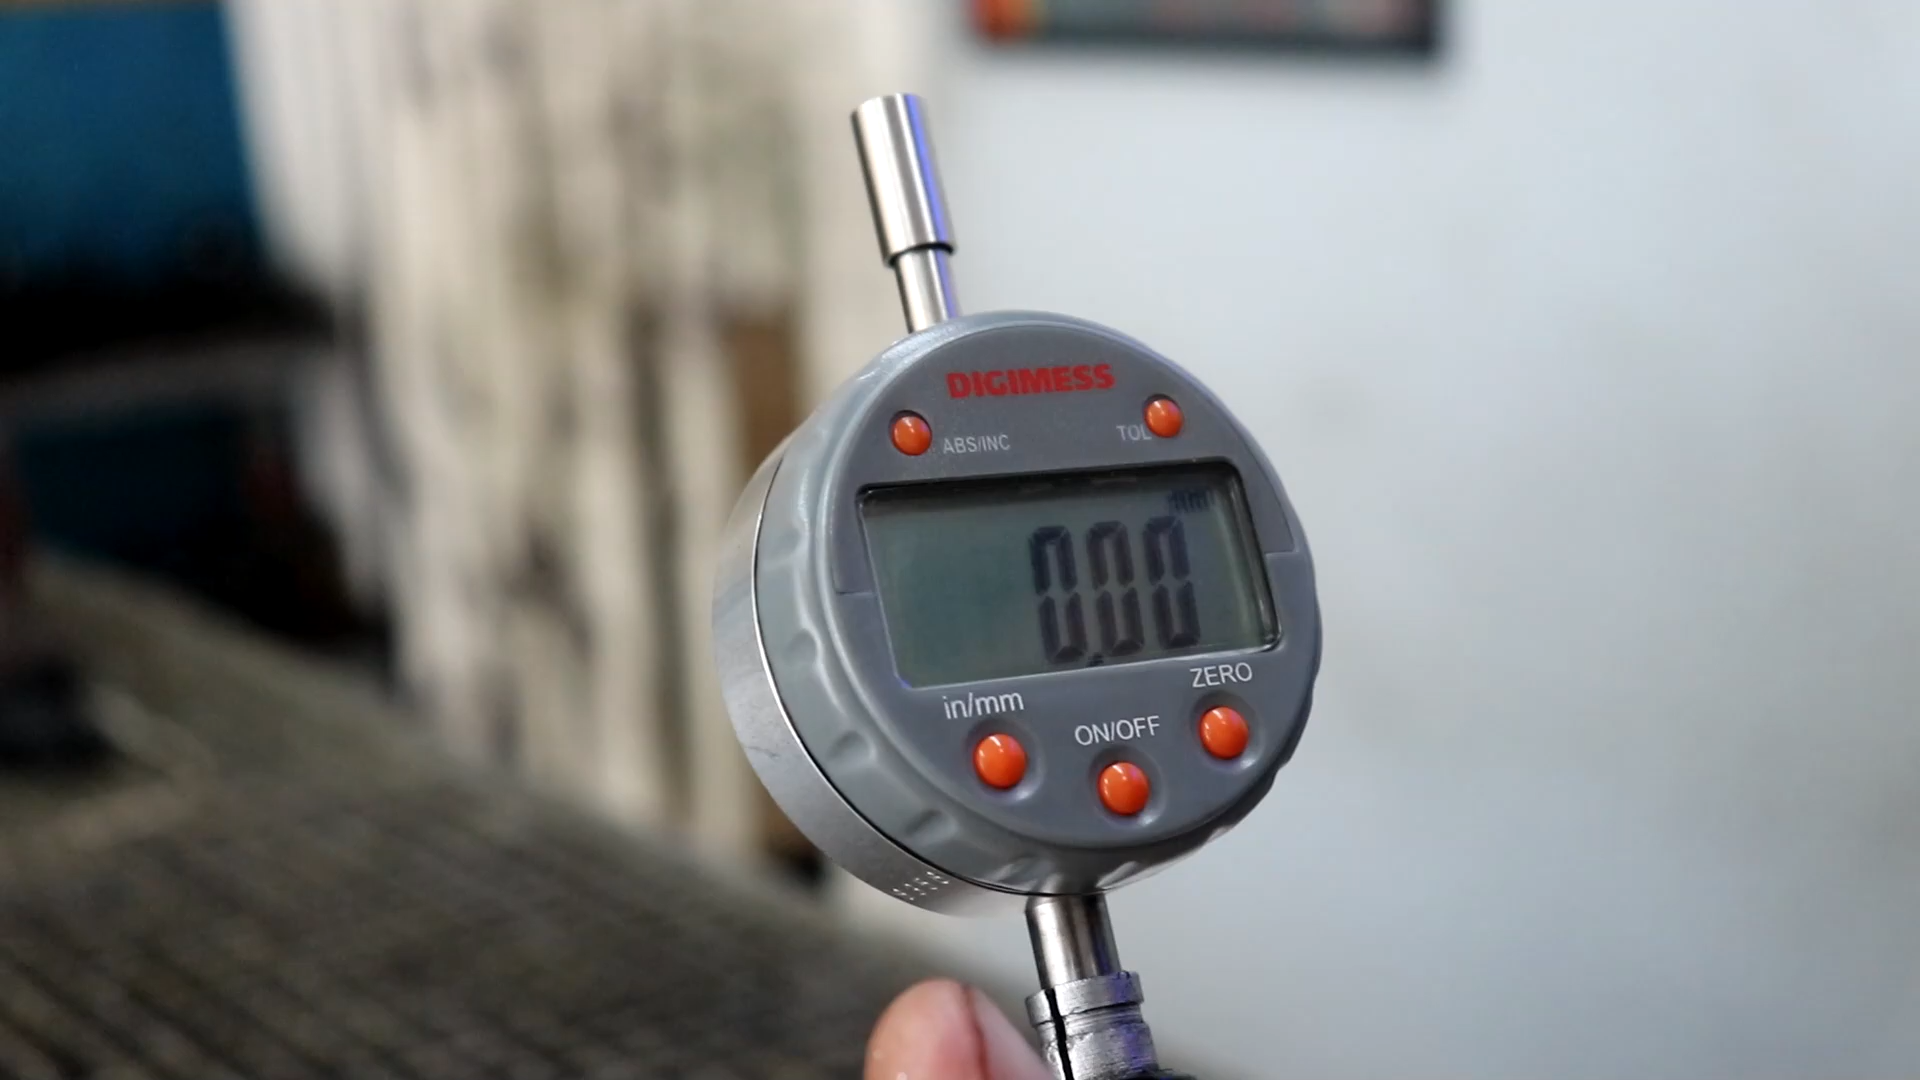 DIGIMESS
ABS/INC
TOL
mm
0.00
ZERO
in/mm
ON/OFF